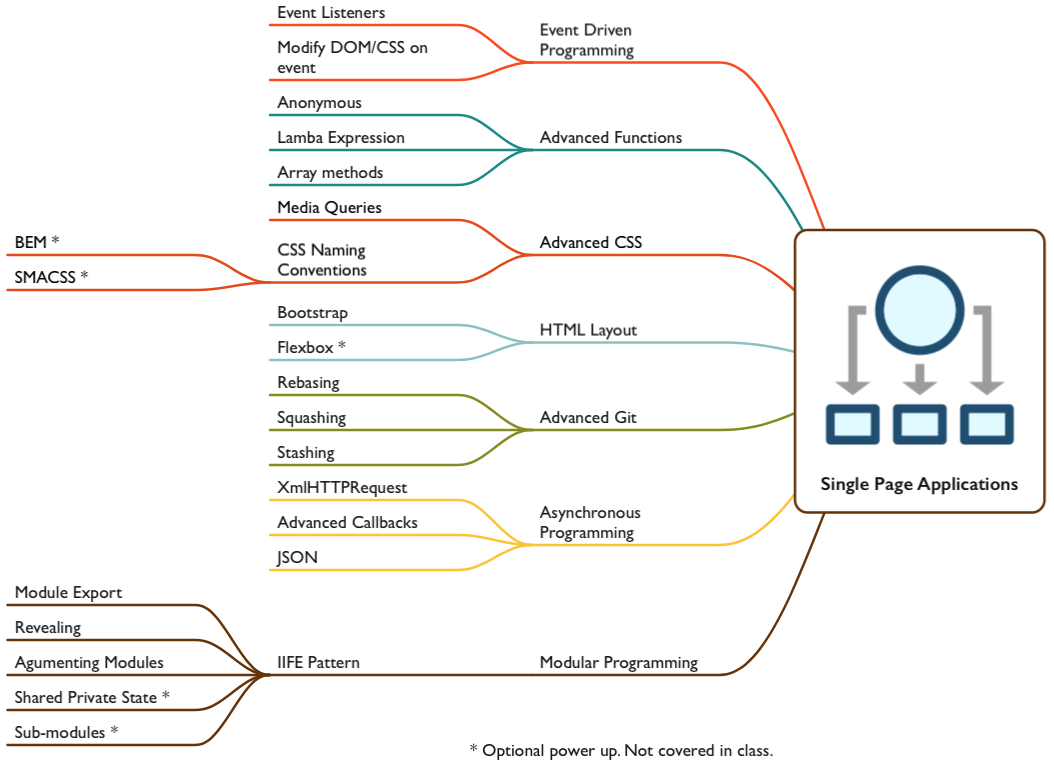 Event Listeners
Modify DOM/CSS on
event
Event Driven
Programming
Anonymous
Lamba Expression
Array methods
Advanced Functions
Media Queries
BEM *
SMACSS *
CSS Naming
Conventions
Advanced CSS
Bootstrap
Flexbox *
HTML Layout
Rebasing
Squashing
Stashing
Advanced Git
XmlHTTPRequest
Advanced Callbacks
JSON
Asynchronous
Programming
Module Export
Revealing
Agumenting Modules
Shared Private State *
Sub-modules *
IIFE Pattern
Modular Programming
Single Page Applications
* Optional power up. Not covered in class.